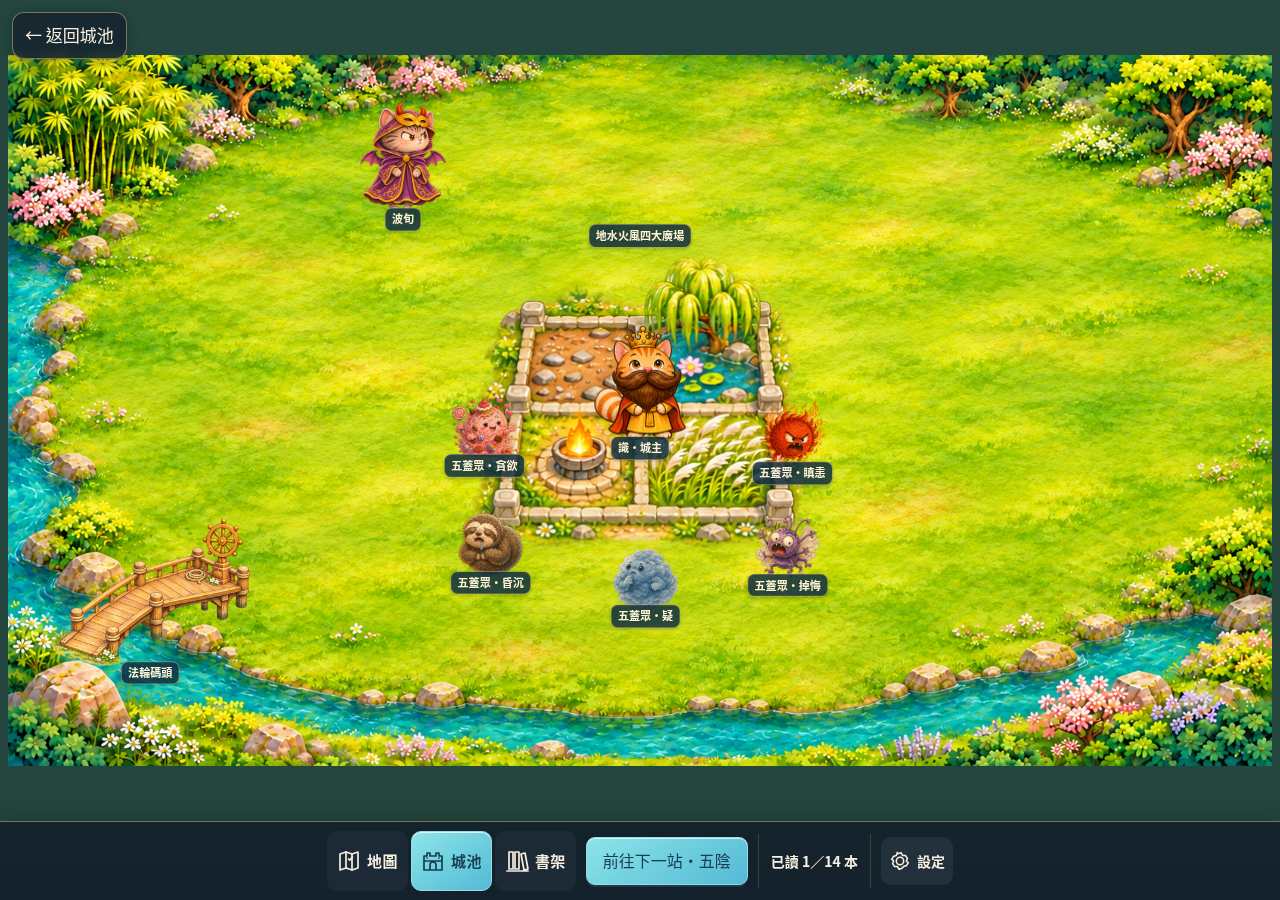 ← 返回城池
波旬
地水火風四大廣場
識・城主
五蓋眾・貪欲
五蓋眾・瞋恚
五蓋眾・昏沉
五蓋眾・掉悔
五蓋眾・疑
法輪碼頭
地圖
城池
書架
前往下一站・五陰
已讀 1／14 本
設定